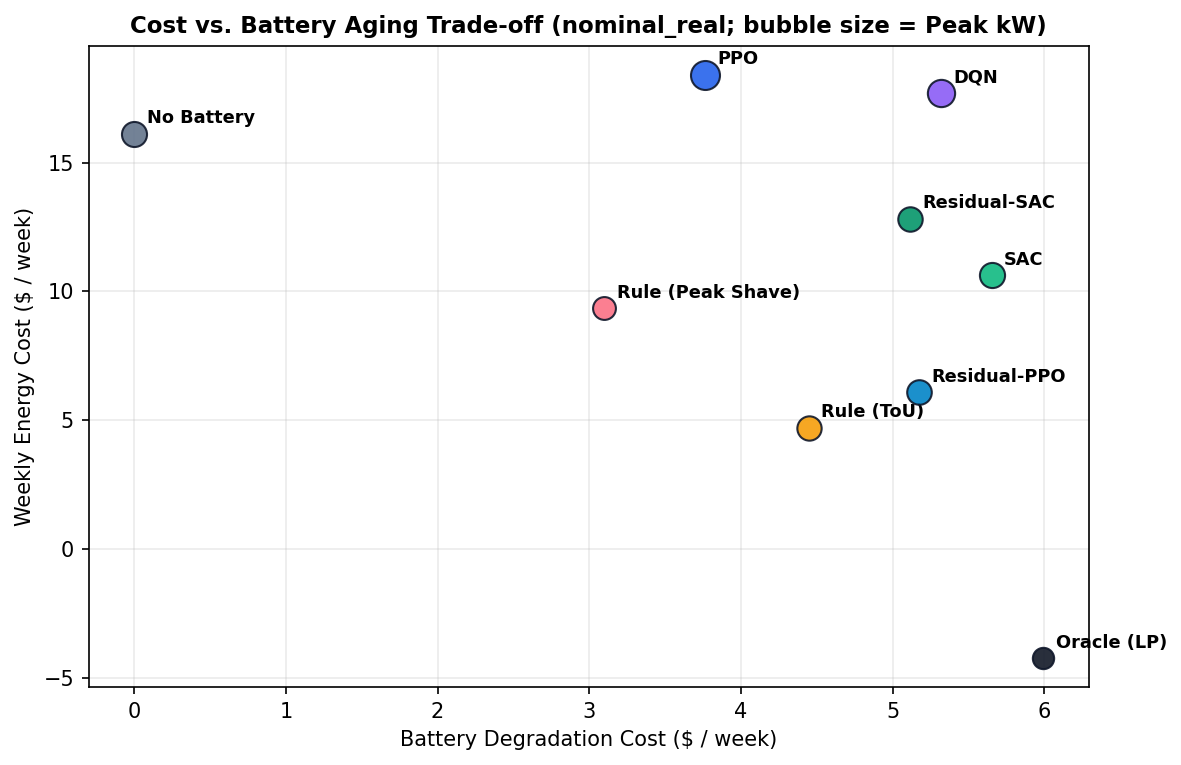 Cost vs. Battery Aging Trade-off (nominal_real; bubble size = Peak kW)
PPO
DQN
No Battery
15
Residual-SAC
SAC
10
Rule (Peak Shave)
Residual-PPO
Rule (ToU)
5
0
Oracle (LP)
−5
0 1 2 3 4 5 6
Battery Degradation Cost ($ / week)
Weekly Energy Cost ($ / week)